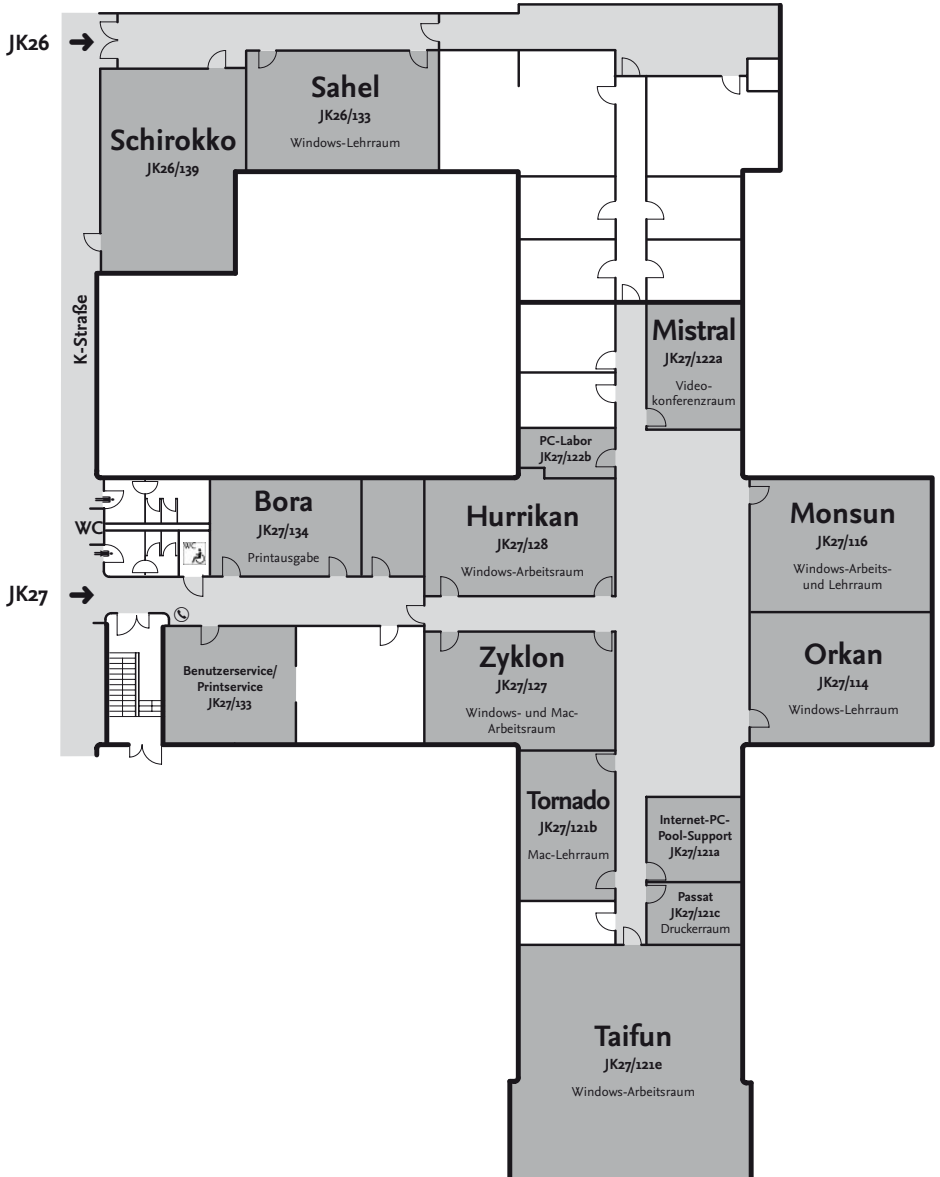 JK26
Sahel
JK26/133
Windows-Lehrraum
Schirokko
JK26/139
K-Straße
Mistral
JK27/122a
Video-
konferenzraum
PC-Labor
JK27/122b
Bora
JK27/134
Printausgabe
Hurrikan
JK27/128
Windows-Arbeitsraum
Monsun
JK27/116
Windows-Arbeits-
und Lehrraum
WC
WC
JK27
Benutzerservice/
Printservice
JK27/133
Zyklon
JK27/127
Windows- und Mac-
Arbeitsraum
Orkan
JK27/114
Windows-Lehrraum
Tornado
JK27/121b
Mac-Lehrraum
Internet-PC-
Pool-Support
JK27/121a
Passat
JK27/121c
Druckerraum
Taifun
JK27/121e
Windows-Arbeitsraum